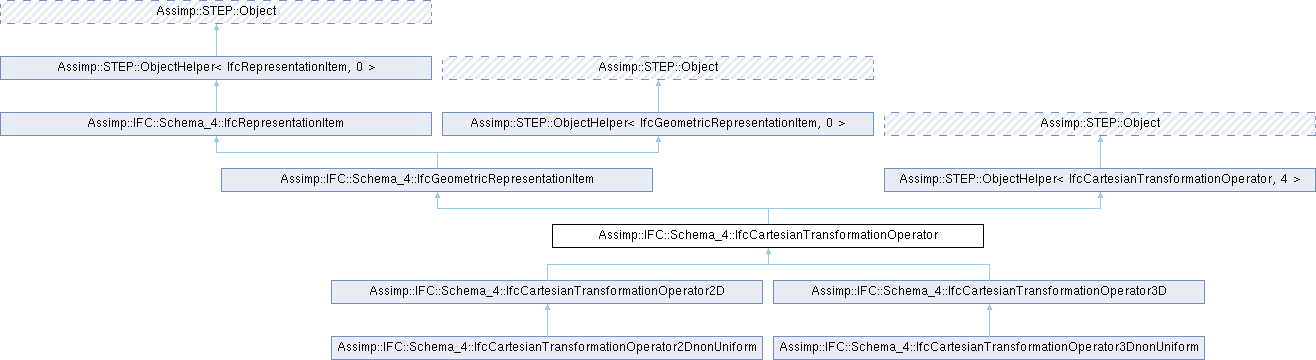 Assimp::STEP::Object
Assimp::STEP::ObjectHelper< IfcRepresentationItem, 0 >
Assimp::STEP::Object
Assimp::IFC::Schema_4::IfcRepresentationItem
Assimp::STEP::ObjectHelper< IfcGeometricRepresentationItem, 0 >
Assimp::STEP::Object
Assimp::IFC::Schema_4::IfcGeometricRepresentationItem
Assimp::STEP::ObjectHelper< IfcCartesianTransformationOperator, 4 >
Assimp::IFC::Schema_4::IfcCartesianTransformationOperator
Assimp::IFC::Schema_4::IfcCartesianTransformationOperator2D
Assimp::IFC::Schema_4::IfcCartesianTransformationOperator3D
Assimp::IFC::Schema_4::IfcCartesianTransformationOperator2DnonUniform
Assimp::IFC::Schema_4::IfcCartesianTransformationOperator3DnonUniform